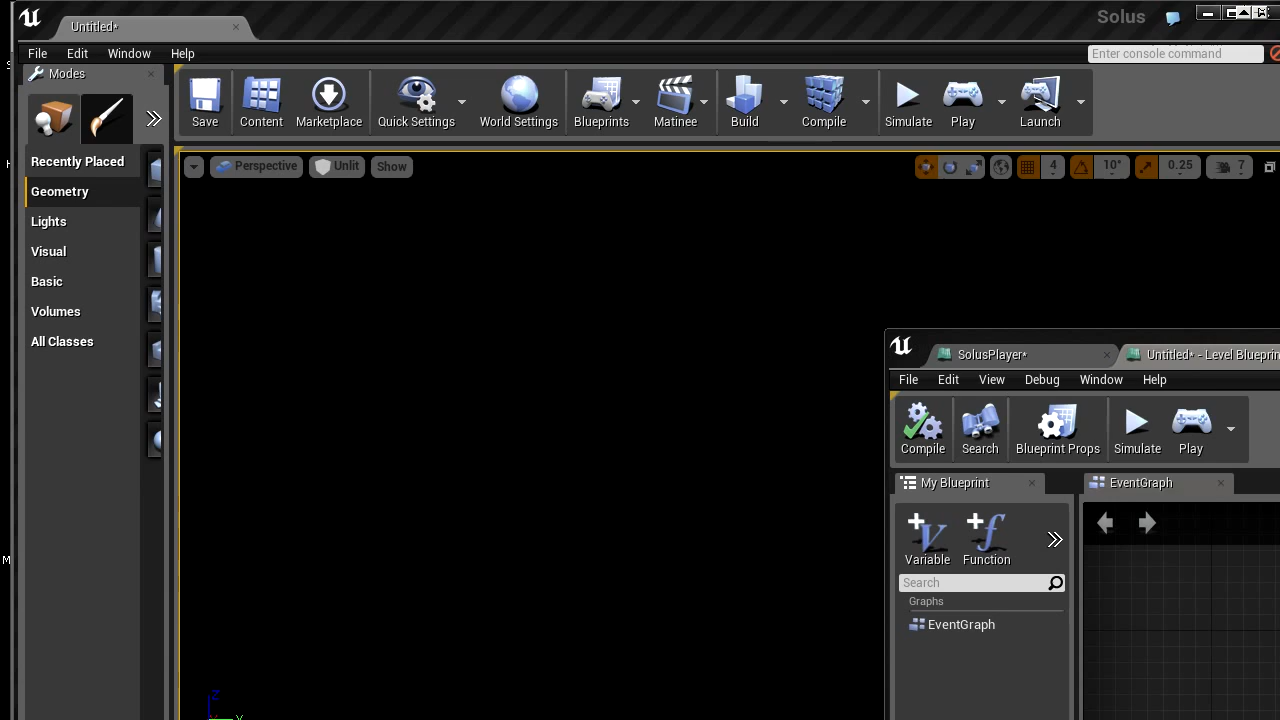 Untitled*
Solus
File Edit Window Help
Enter console command
Modes
Save Content Marketplace Quick Settings World Settings Blueprints Matinee Build Compile Simulate Play Launch
Recently Placed
Geometry
Lights
Visual
Basic
Volumes
All Classes
Perspective Unlit Show
4 10° 0.25 7
SolusPlayer* Untitled* - Level Blueprin
File Edit View Debug Window Help
Compile Search Blueprint Props Simulate Play
My Blueprint EventGraph
Variable Function
Search
Graphs
EventGraph
M
Z
Y